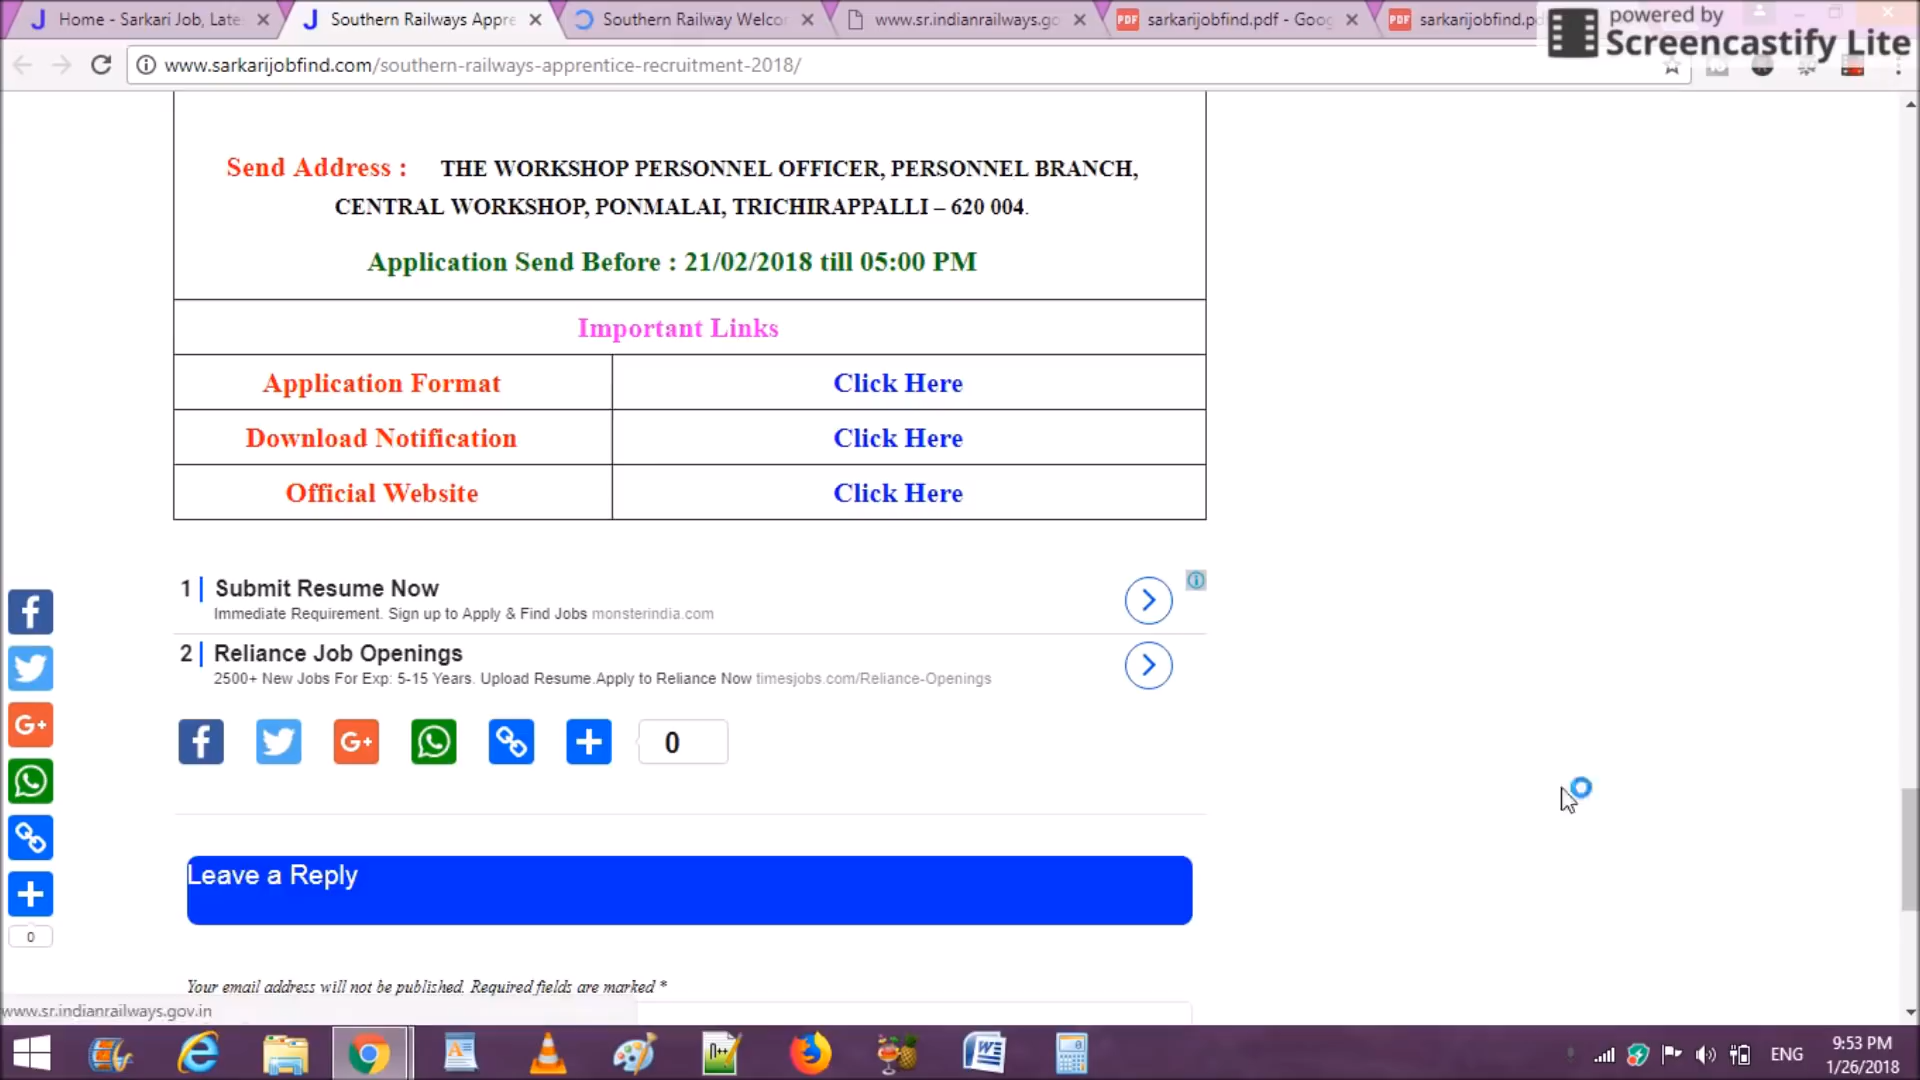 Home - Sarkari Job, Late
Southern Railways Appre
Southern Railway Welco
www.sr.indianrailways.go
PDF
sarkarijobfind.pdf - Goog
PDF
sarkarijobfind.pd
powered by
Screencastify Lite
www.sarkarijobfind.com/southern-railways-apprentice-recruitment-2018/
Send Address : THE WORKSHOP PERSONNEL OFFICER, PERSONNEL BRANCH,
CENTRAL WORKSHOP, PONMALAI, TRICHIRAPPALLI – 620 004.
Application Send Before : 21/02/2018 till 05:00 PM
Important Links
Application Format Click Here
Download Notification Click Here
Official Website Click Here
1 Submit Resume Now
Immediate Requirement. Sign up to Apply & Find Jobs monsterindia.com
2 Reliance Job Openings
2500+ New Jobs For Exp: 5-15 Years. Upload Resume.Apply to Reliance Now timesjobs.com/Reliance-Openings
G+
G+
0
Leave a Reply
0
Your email address will not be published. Required fields are marked *
www.sr.indianrailways.gov.in
ENG
9:53 PM
1/26/2018